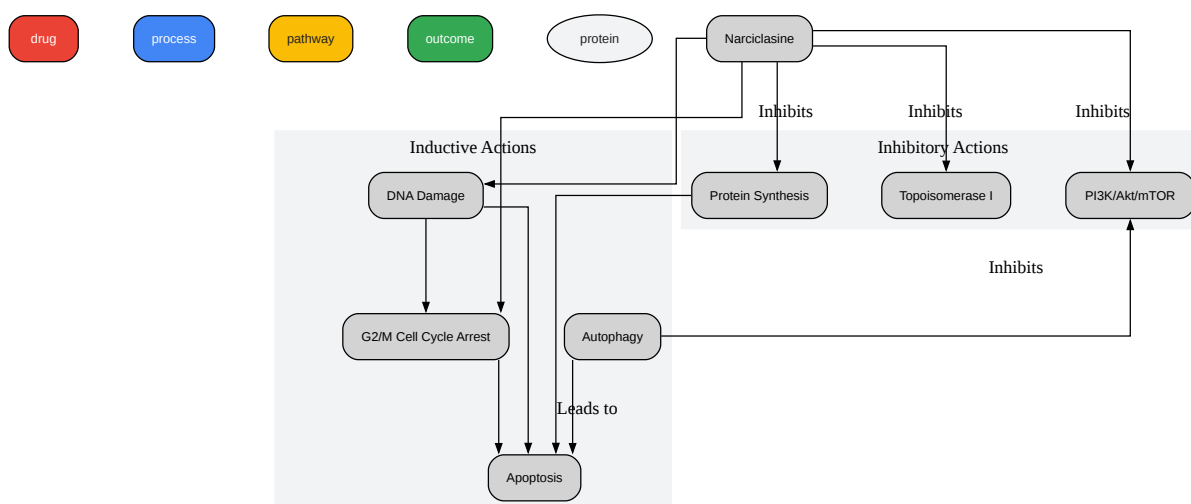 drug
process
pathway
outcome
protein
Narciclasine
Inhibits
Inhibits
Inhibits
Inductive Actions
Inhibitory Actions
DNA Damage
Protein Synthesis
Topoisomerase I
PI3K/Akt/mTOR
Inhibits
G2/M Cell Cycle Arrest
Autophagy
Leads to
Apoptosis